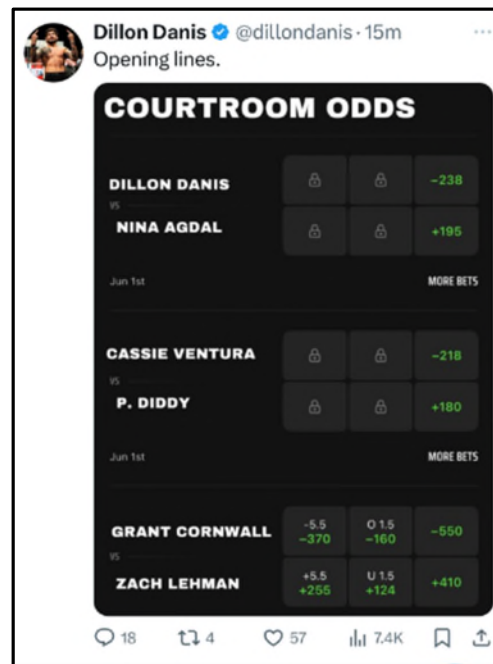 Dillon Danis @dillondanis · 15m ···
Opening lines.
COURTROOM ODDS
DILLON DANIS -238
VS
NINA AGDAL +195
Jun 1st MORE BETS
CASSIE VENTURA -218
VS
P. DIDDY +180
Jun 1st MORE BETS
-5.5 O 1.5
GRANT CORNWALL -370 -160 -550
VS
+5.5 U 1.5
ZACH LEHMAN +255 +124 +410
18 4 57 7.4K